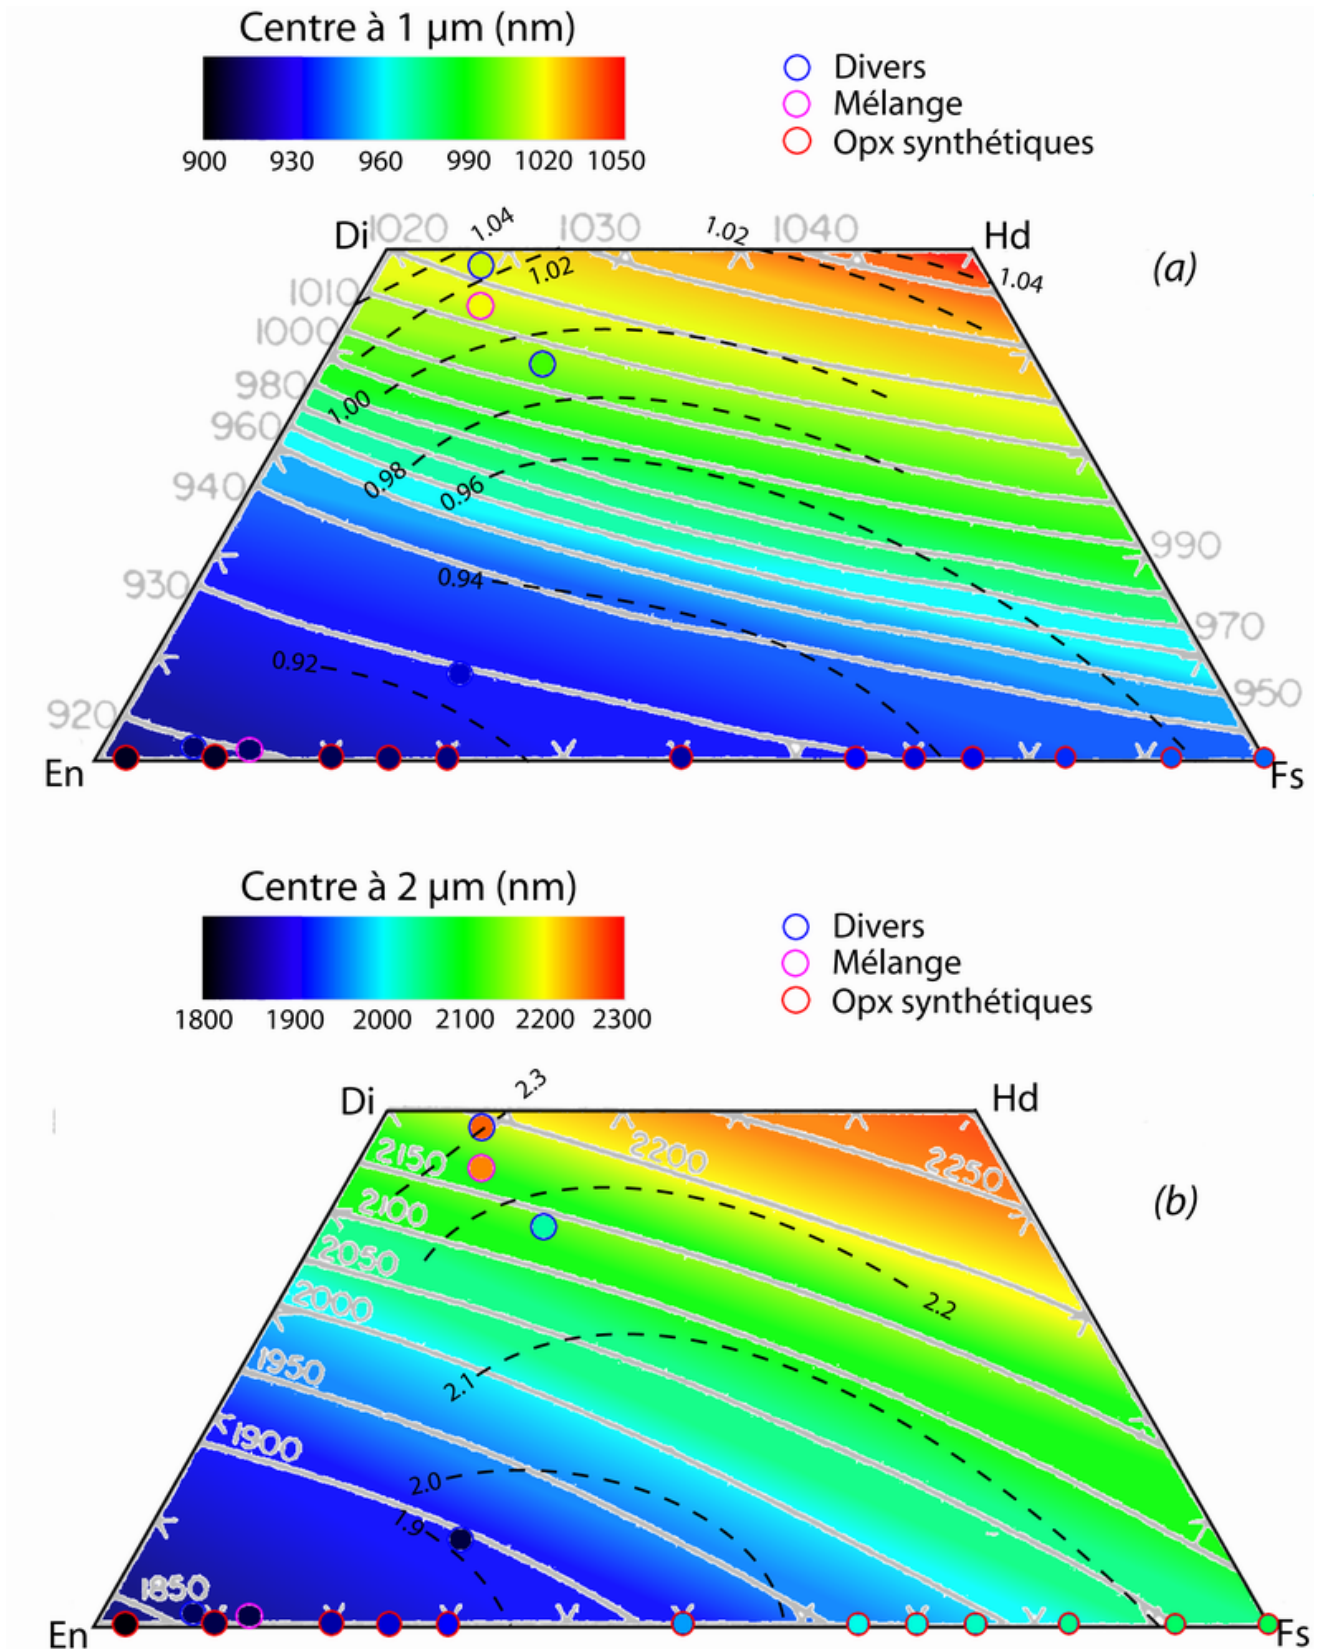 Centre à 1 µm (nm)
900 930 960 990 1020 1050
Divers
Mélange
Opx synthétiques
Di 1020 1.04 1030 1.02 1040 Hd
(a)
1.02
1.04
1010
1000
980
1.00
960
0.98
0.96
940
990
0.94
930
970
0.92
950
920
En Fs
Centre à 2 µm (nm)
1800 1900 2000 2100 2200 2300
Divers
Mélange
Opx synthétiques
2.3
Di Hd
2150 2200 2250
(b)
2100
2050
2000
2.2
1950
2.1
1900
2.0
1.9
1850
En Fs